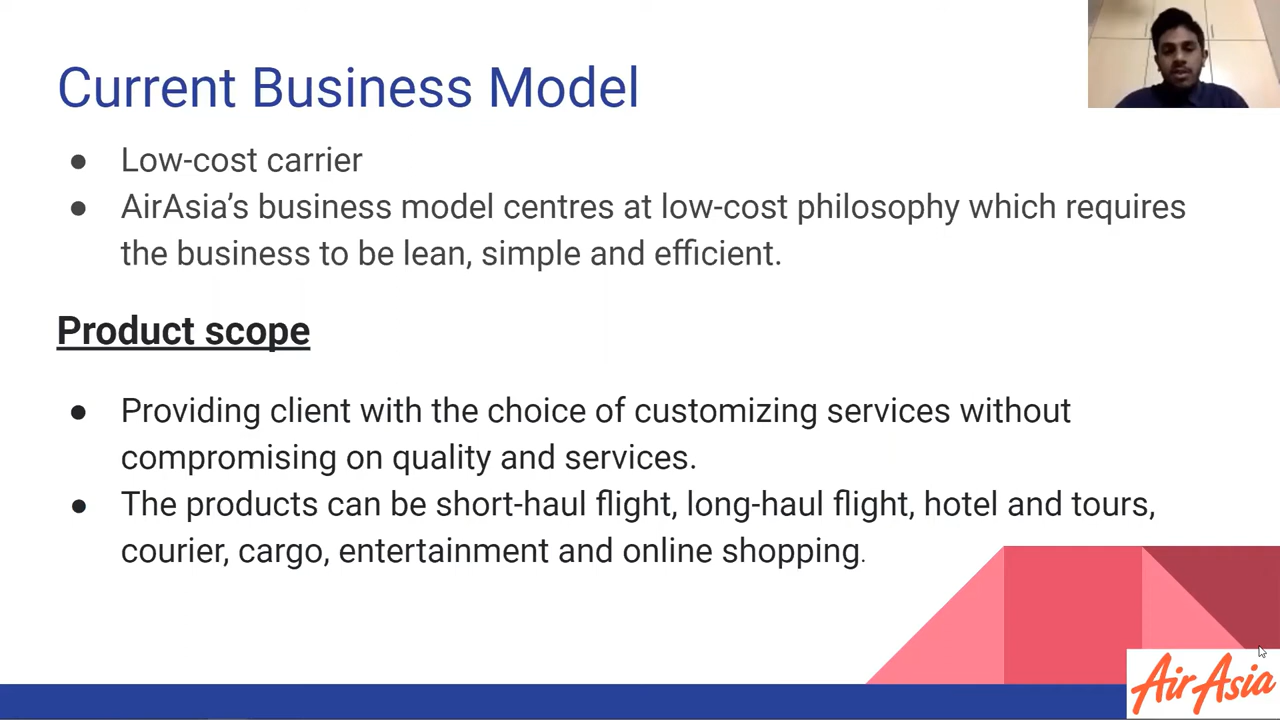 Current Business Model
● Low-cost carrier
● AirAsia’s business model centres at low-cost philosophy which requires
the business to be lean, simple and efficient.
Product scope
● Providing client with the choice of customizing services without
compromising on quality and services.
● The products can be short-haul flight, long-haul flight, hotel and tours,
courier, cargo, entertainment and online shopping.
AirAsia